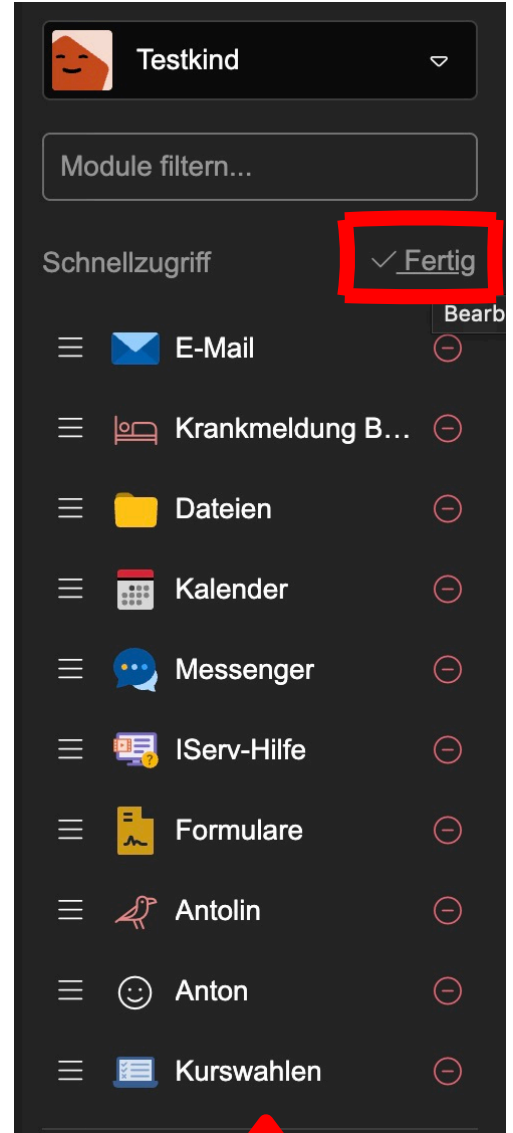 Testkind
Module filtern...
Schnellzugriff Fertig
Bearb
E-Mail
Krankmeldung B...
Dateien
Kalender
Messenger
IServ-Hilfe
Formulare
Antolin
Anton
Kurswahlen